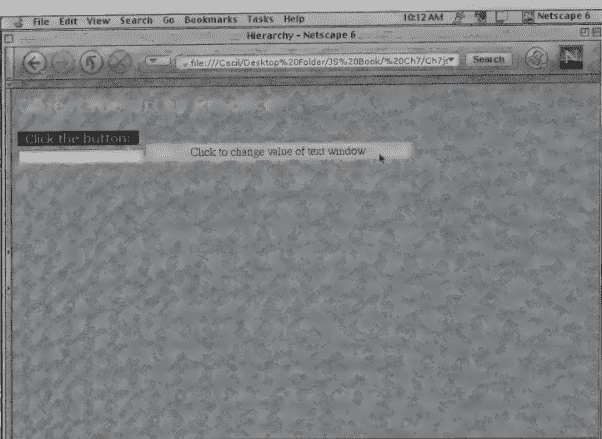 File Edit View Search Go Bookmarks Tasks Help 10:12 AM Netscape 6
Hierarchy - Netscape 6
file:///Cecil/Desktop%20Folder/JS%20Book/%20Ch7/Ch7js Search
N
Click the button:
Click to change value of text window